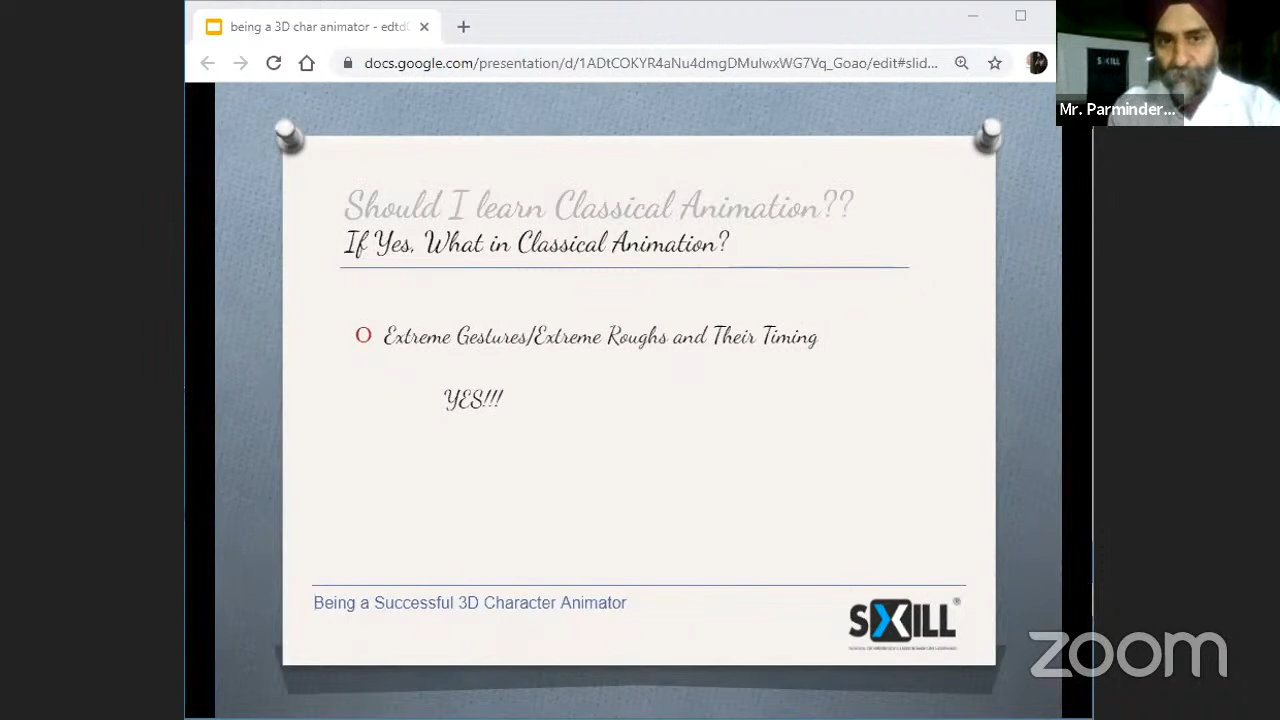 being a 3D char animator - edtd
docs.google.com/presentation/d/1ADtCOKYR4aNu4dmgDMulwxWG7Vq_Goao/edit#slid...
SXILL
Mr. Parminder...
Should I learn Classical Animation??
If Yes, What in Classical Animation?
O Extreme Gestures/Extreme Roughs and Their Timing
YES!!!
Being a Successful 3D Character Animator
SXILL ®
zoom